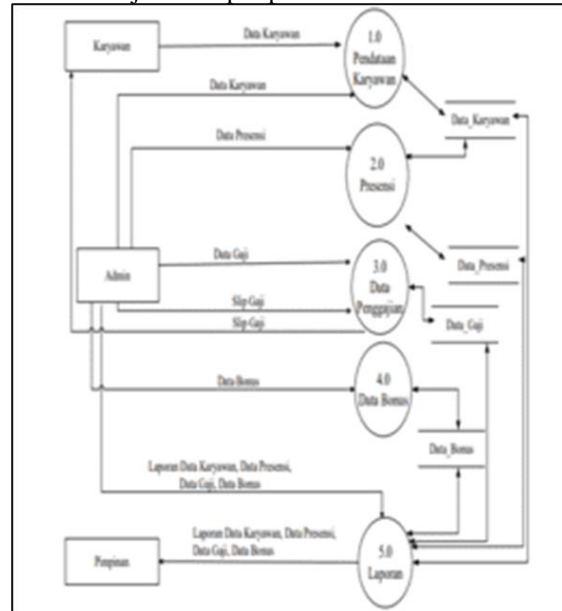 Karyawan
Data Karyawan
1.0
Pendataan
Karyawan
Data Karyawan
Data_Karyawan
Data Presensi
2.0
Presensi
Admin
Data Gaji
3.0
Data
Penggajian
Data_Presensi
Slip Gaji
Slip Gaji
Data_Gaji
Data Bonus
4.0
Data Bonus
Data_Bonus
Laporan Data Karyawan, Data Presensi,
Data Gaji, Data Bonus
Pimpinan
Laporan Data Karyawan, Data Presensi,
Data Gaji, Data Bonus
5.0
Laporan